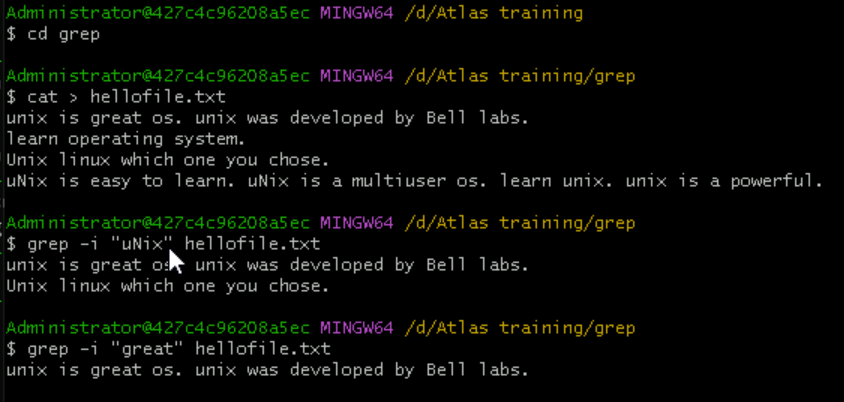 Administrator@427c4c96208a5ec MINGW64 /d/Atlas training
$ cd grep
Administrator@427c4c96208a5ec MINGW64 /d/Atlas training/grep
$ cat > hellofile.txt
unix is great os. unix was developed by Bell labs.
learn operating system.
Unix linux which one you chose.
uNix is easy to learn. uNix is a multiuser os. learn unix. unix is a powerful.
Administrator@427c4c96208a5ec MINGW64 /d/Atlas training/grep
$ grep -i "uNix" hellofile.txt
unix is great os. unix was developed by Bell labs.
Unix linux which one you chose.
Administrator@427c4c96208a5ec MINGW64 /d/Atlas training/grep
$ grep -i "great" hellofile.txt
unix is great os. unix was developed by Bell labs.